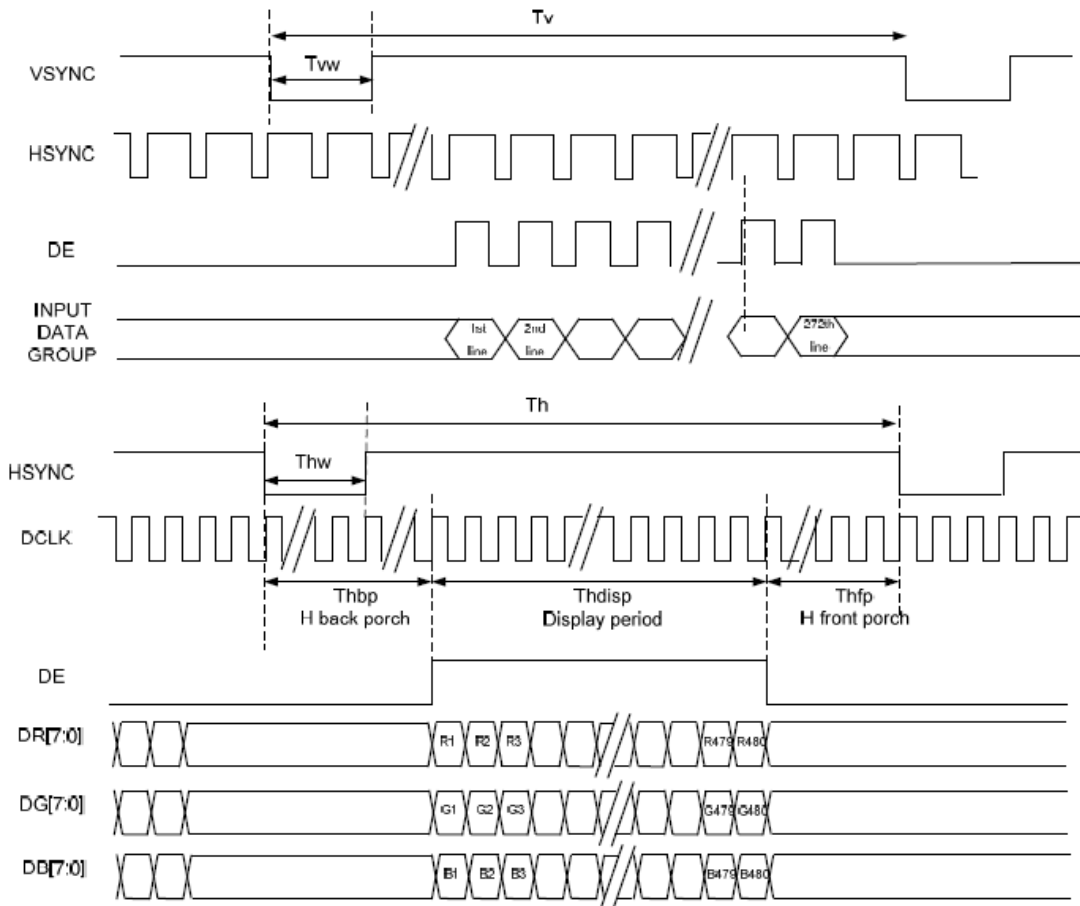 Tv
Tvw
VSYNC
HSYNC
DE
INPUT
DATA
GROUP
1st
line
2nd
line
272th
line
Th
Thw
HSYNC
DCLK
Thbp
H back porch
Thdisp
Display period
Thfp
H front porch
DE
DR[7:0]
R1 R2 R3 R479 R480
DG[7:0]
G1 G2 G3 G479 G480
DB[7:0]
B1 B2 B3 B479 B480